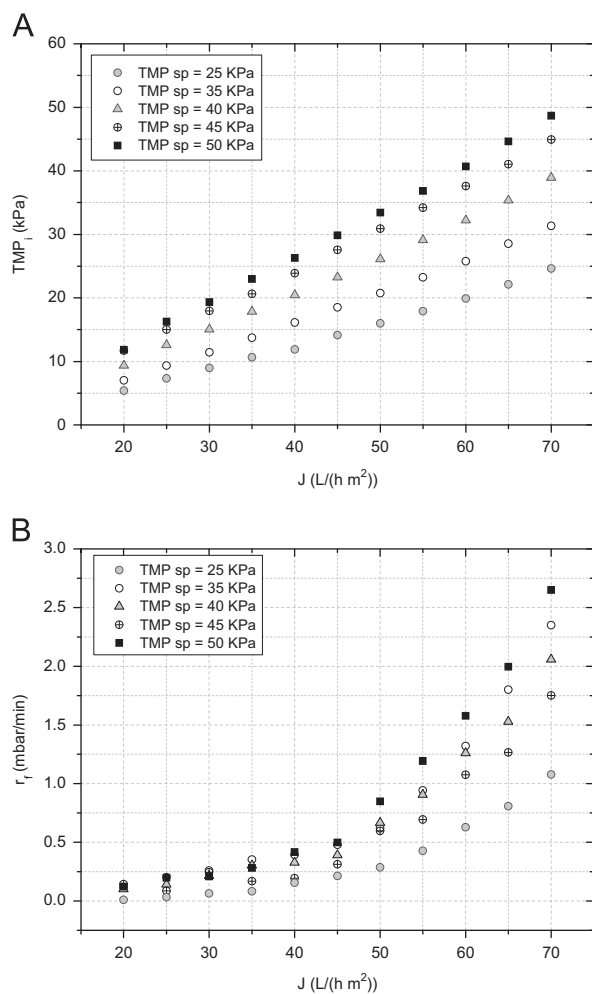 A
60
50
40
30
20
10
0
TMP sp = 25 KPa
TMP sp = 35 KPa
TMP sp = 40 KPa
TMP sp = 45 KPa
TMP sp = 50 KPa
TMPi (kPa)
20 30 40 50 60 70
J (L/(h m²))
B
3.0
2.5
2.0
1.5
1.0
0.5
0.0
TMP sp = 25 KPa
TMP sp = 35 KPa
TMP sp = 40 KPa
TMP sp = 45 KPa
TMP sp = 50 KPa
rf (mbar/min)
20 30 40 50 60 70
J (L/(h m²))